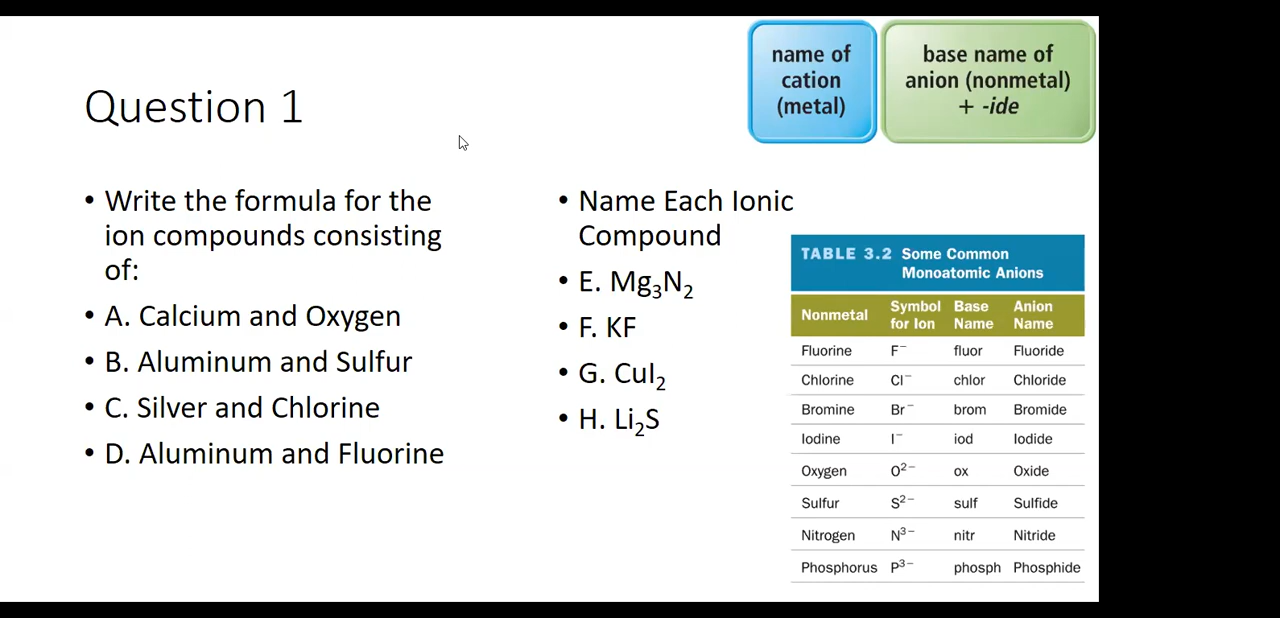 name of
cation
(metal)
base name of
anion (nonmetal)
+ -ide
Question 1
• Write the formula for the
ion compounds consisting
of:
• A. Calcium and Oxygen
• B. Aluminum and Sulfur
• C. Silver and Chlorine
• D. Aluminum and Fluorine
• Name Each Ionic
Compound
• E. Mg₃N₂
• F. KF
• G. CuI₂
• H. Li₂S
TABLE 3.2 Some Common
Monoatomic Anions
Nonmetal Symbol for Ion Base Name Anion Name
Fluorine F⁻ fluor Fluoride
Chlorine Cl⁻ chlor Chloride
Bromine Br⁻ brom Bromide
Iodine I⁻ iod Iodide
Oxygen O²⁻ ox Oxide
Sulfur S²⁻ sulf Sulfide
Nitrogen N³⁻ nitr Nitride
Phosphorus P³⁻ phosph Phosphide